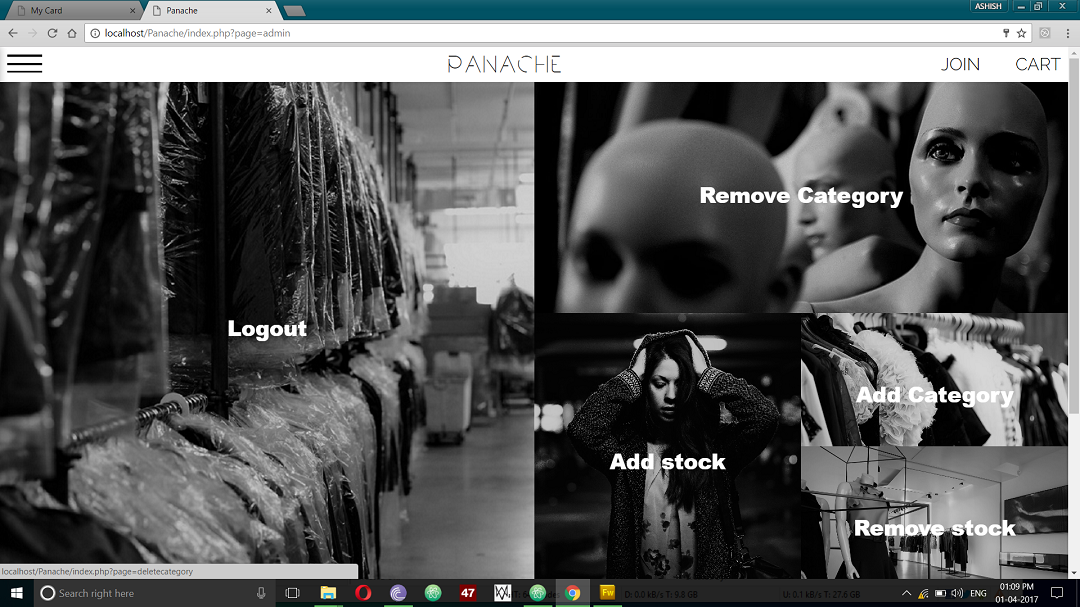 My Card
Panache
ASHISH
localhost/Panache/index.php?page=admin
PANACHE
JOIN
CART
Remove Category
Logout
Add Category
Add stock
Remove stock
localhost/Panache/index.php?page=deletecategory
Search right here
47
Fw
D: 0.0 kB/s T: 9.8 GB
U: 0.1 kB/s T: 27.6 GB
ENG
01:09 PM
01-04-2017